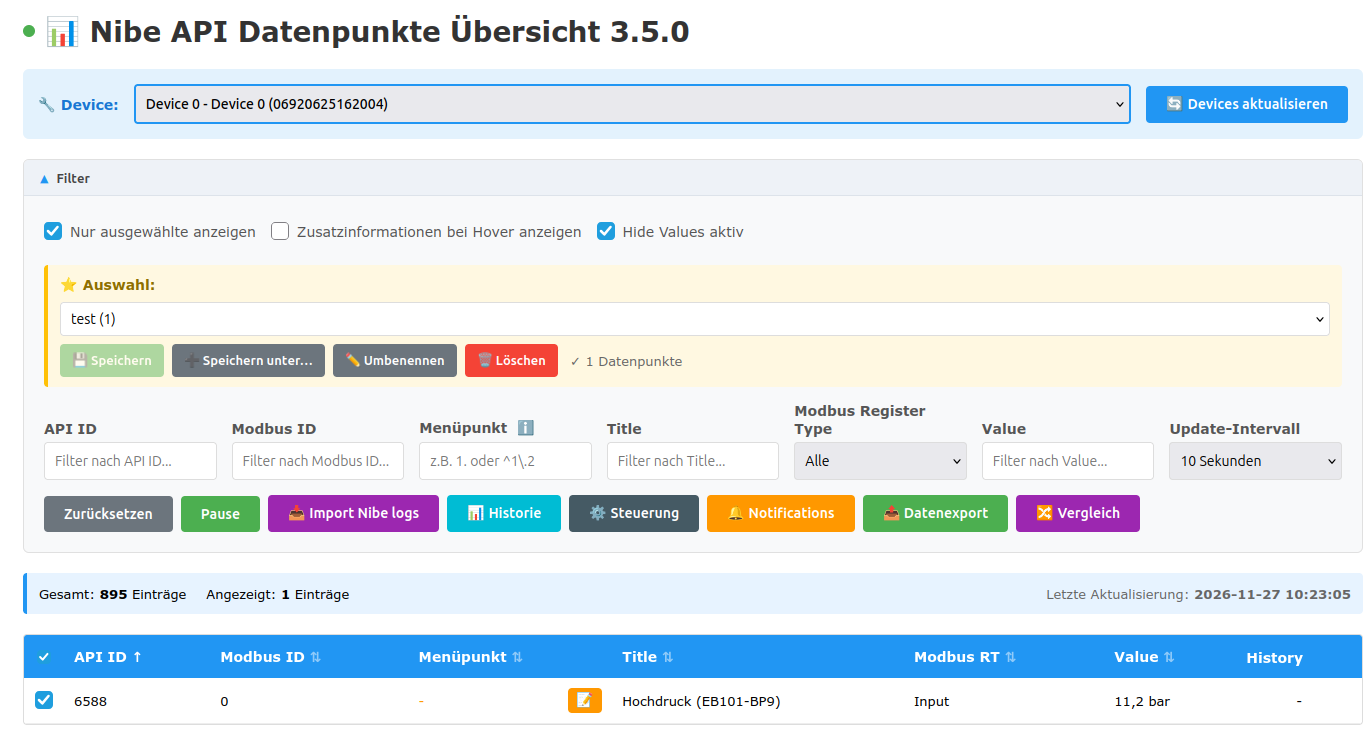 Nibe API Datenpunkte Übersicht 3.5.0
Device: Device 0 - Device 0 (06920625162004) Devices aktualisieren
▲ Filter
Nur ausgewählte anzeigen Zusatzinformationen bei Hover anzeigen Hide Values aktiv
Auswahl:
test (1)
Speichern Speichern unter... Umbenennen Löschen ✓ 1 Datenpunkte
API ID Modbus ID Menüpunkt Title Modbus Register Type Value Update-Intervall
Filter nach API ID... Filter nach Modbus ID... z.B. 1. oder ^1\.2 Filter nach Title... Alle Filter nach Value... 10 Sekunden
Zurücksetzen Pause Import Nibe logs Historie Steuerung Notifications Datenexport Vergleich
Gesamt: 895 Einträge Angezeigt: 1 Einträge Letzte Aktualisierung: 2026-11-27 10:23:05
API ID ↑ Modbus ID ⇅ Menüpunkt ⇅ Title ⇅ Modbus RT ⇅ Value ⇅ History
6588 0 - Hochdruck (EB101-BP9) Input 11,2 bar -